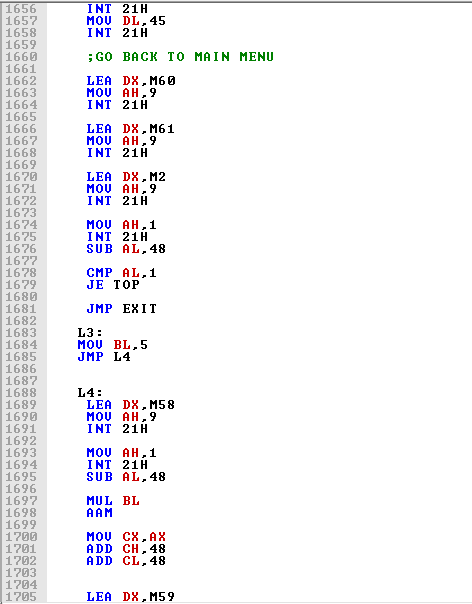 1656 INT 21H
1657 MOV DL,45
1658 INT 21H
1659
1660 ;GO BACK TO MAIN MENU
1661
1662 LEA DX,M60
1663 MOV AH,9
1664 INT 21H
1665
1666 LEA DX,M61
1667 MOV AH,9
1668 INT 21H
1669
1670 LEA DX,M2
1671 MOV AH,9
1672 INT 21H
1673
1674 MOV AH,1
1675 INT 21H
1676 SUB AL,48
1677
1678 CMP AL,1
1679 JE TOP
1680
1681 JMP EXIT
1682
1683 L3:
1684 MOV BL,5
1685 JMP L4
1686
1687
1688 L4:
1689 LEA DX,M58
1690 MOV AH,9
1691 INT 21H
1692
1693 MOV AH,1
1694 INT 21H
1695 SUB AL,48
1696
1697 MUL BL
1698 AAM
1699
1700 MOV CX,AX
1701 ADD CH,48
1702 ADD CL,48
1703
1704
1705 LEA DX,M59